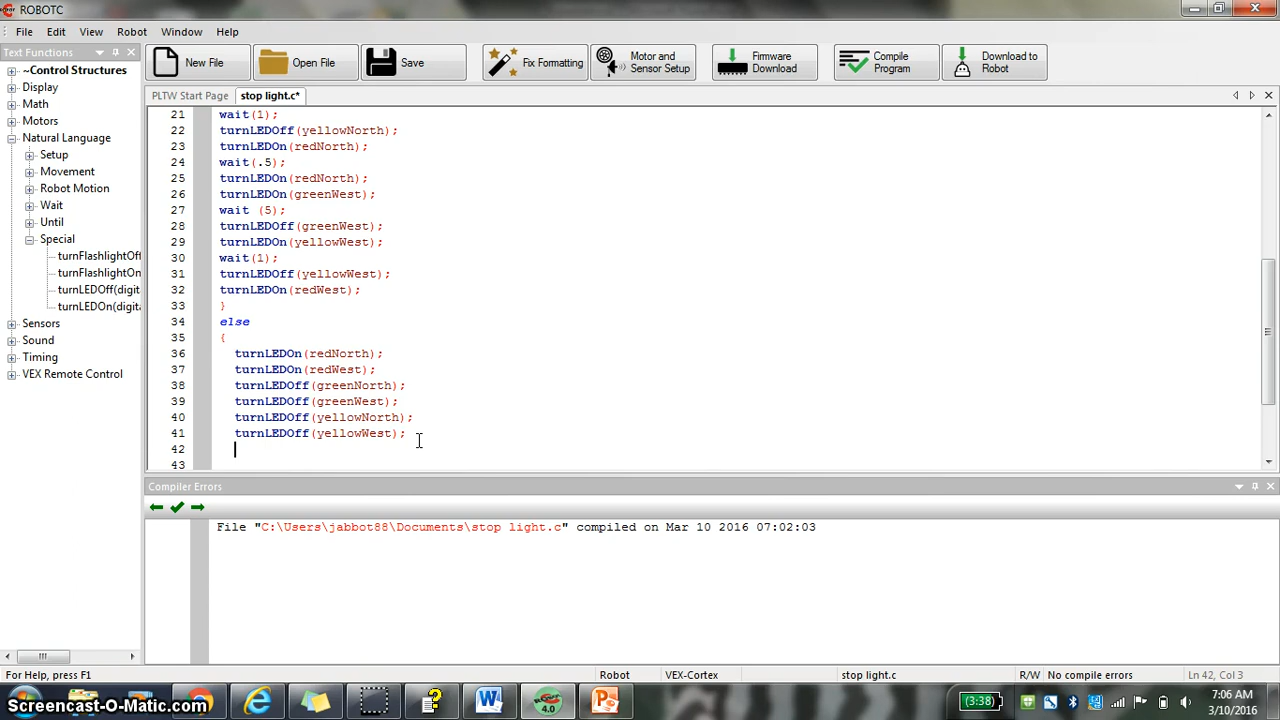 ROBOTC
File Edit View Robot Window Help
Text Functions
New File Open File Save Fix Formatting Motor and Sensor Setup Firmware Download Compile Program Download to Robot
~Control Structures
Display
Math
Motors
Natural Language
Setup
Movement
Robot Motion
Wait
Until
Special
turnFlashlightOff
turnFlashlightOn
turnLEDOff(digit
turnLEDOn(digita
Sensors
Sound
Timing
VEX Remote Control
PLTW Start Page stop light.c*
21 wait(1);
22 turnLEDOff(yellowNorth);
23 turnLEDOn(redNorth);
24 wait(.5);
25 turnLEDOn(redNorth);
26 turnLEDOn(greenWest);
27 wait (5);
28 turnLEDOff(greenWest);
29 turnLEDOn(yellowWest);
30 wait(1);
31 turnLEDOff(yellowWest);
32 turnLEDOn(redWest);
33 }
34 else
35 {
36 turnLEDOn(redNorth);
37 turnLEDOn(redWest);
38 turnLEDOff(greenNorth);
39 turnLEDOff(greenWest);
40 turnLEDOff(yellowNorth);
41 turnLEDOff(yellowWest);
42
43
Compiler Errors
File "C:\Users\jabbot88\Documents\stop light.c" compiled on Mar 10 2016 07:02:03
For Help, press F1 Robot VEX-Cortex stop light.c R/W No compile errors Ln 42, Col 3
4.0
(3:38)
7:06 AM
3/10/2016
Screencast-O-Matic.com